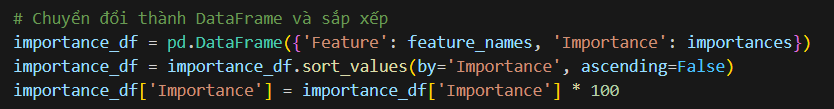 # Chuyển đổi thành DataFrame và sắp xếp
importance_df = pd.DataFrame({'Feature': feature_names, 'Importance': importances})
importance_df = importance_df.sort_values(by='Importance', ascending=False)
importance_df['Importance'] = importance_df['Importance'] * 100